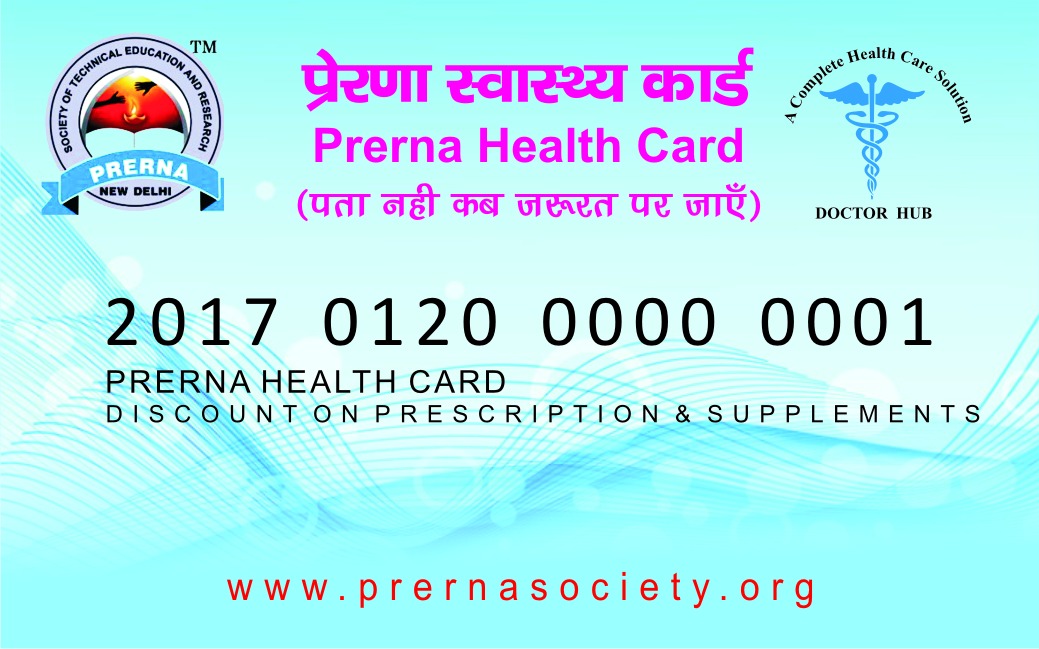 SOCIETY OF TECHNICAL EDUCATION AND RESEARCH
TM
PRERNA
NEW DELHI
प्रेरणा स्वास्थ्य कार्ड
Prerna Health Card
(पता नही कब जरूरत पर जाएँ)
A Complete Health Care Solution
DOCTOR HUB
2017 0120 0000 0001
PRERNA HEALTH CARD
DISCOUNT ON PRESCRIPTION & SUPPLEMENTS
www.prernasociety.org